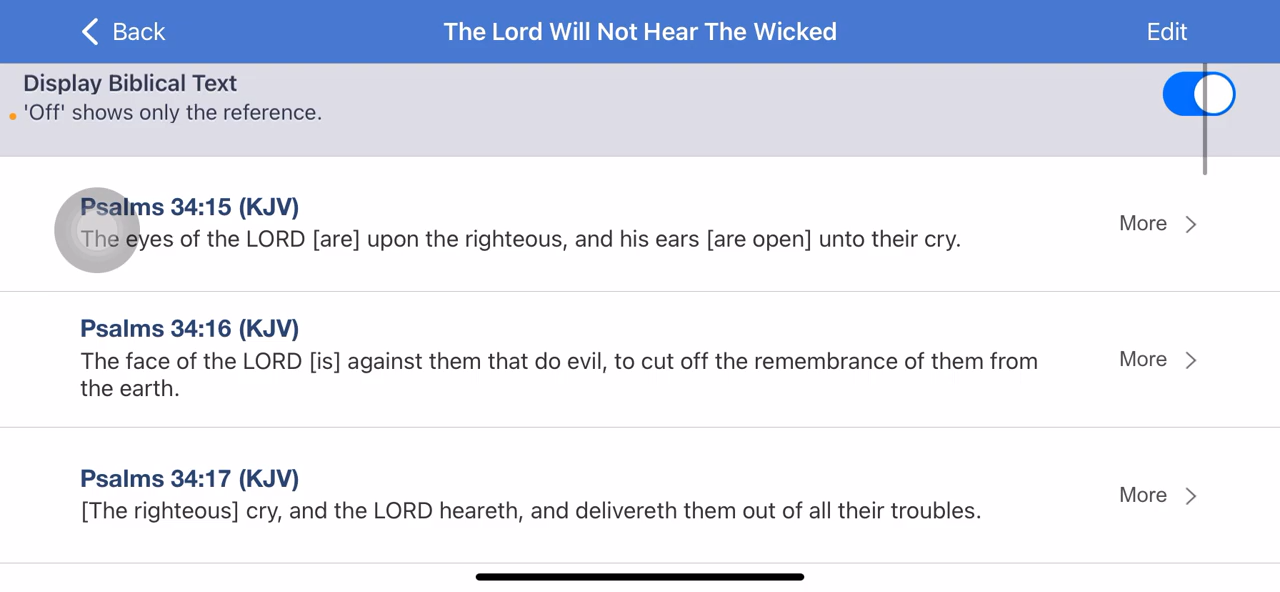 Back
The Lord Will Not Hear The Wicked
Edit
Display Biblical Text
'Off' shows only the reference.
Psalms 34:15 (KJV)
The eyes of the LORD [are] upon the righteous, and his ears [are open] unto their cry.
More
Psalms 34:16 (KJV)
The face of the LORD [is] against them that do evil, to cut off the remembrance of them from
the earth.
More
Psalms 34:17 (KJV)
[The righteous] cry, and the LORD heareth, and delivereth them out of all their troubles.
More